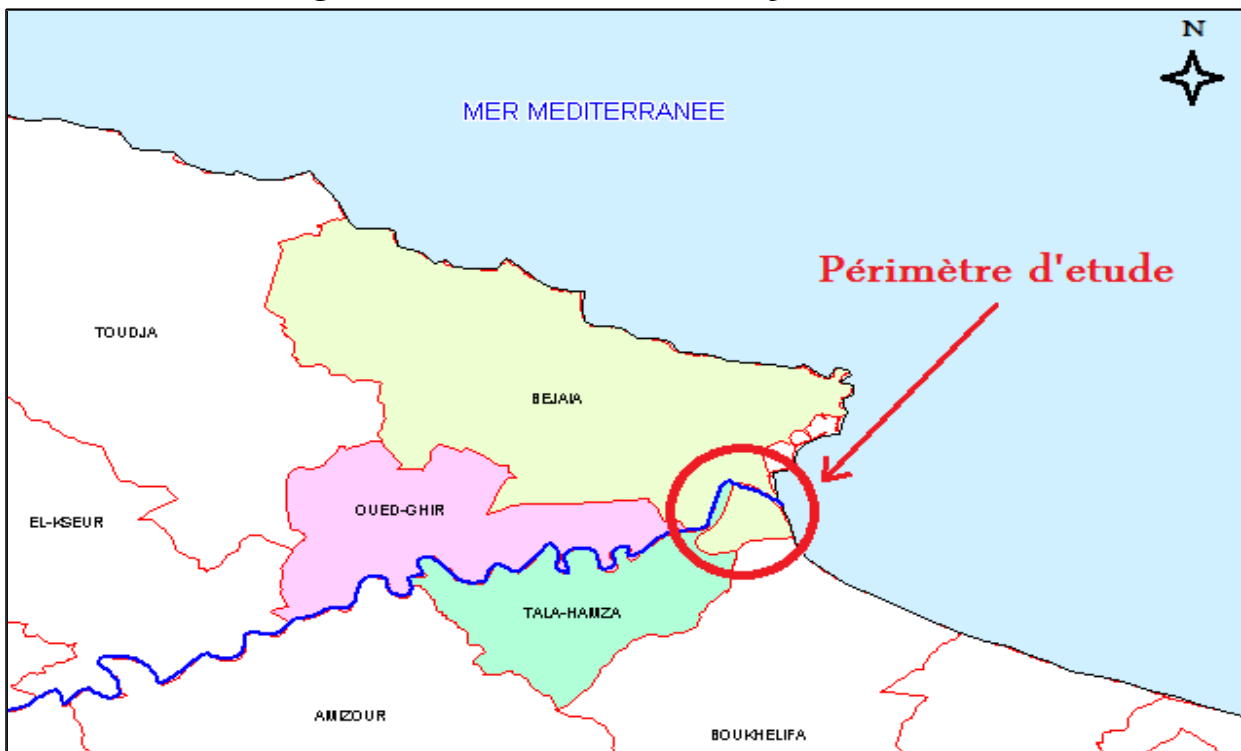 N
MER MEDITERRANEE
Périmètre d'etude
TOUDJA
BEJAIA
OUED-GHIR
EL-KSEUR
TALA-HAMZA
AMIZOUR
BOUKHELIFA